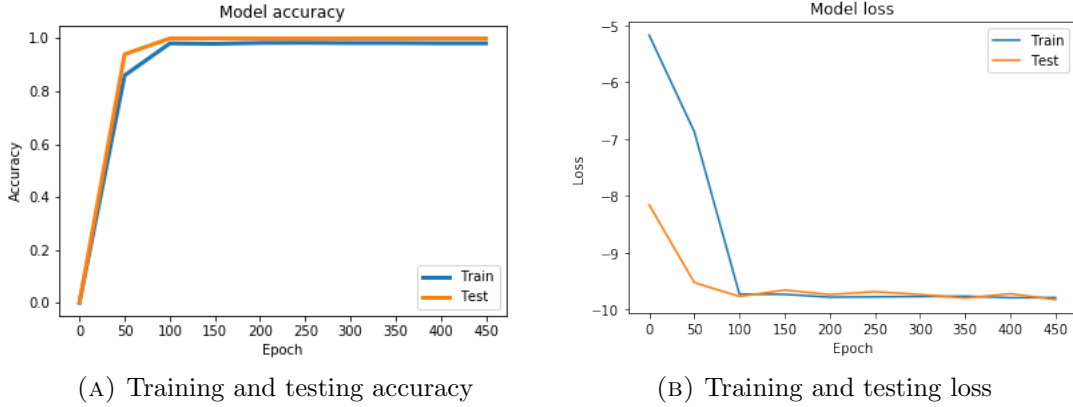 Model accuracy
1.0
0.8
0.6
0.4
0.2
0.0
Accuracy
Train
Test
0 50 100 150 200 250 300 350 400 450
Epoch
(A) Training and testing accuracy
Model loss
−5
−6
−7
−8
−9
−10
Loss
Train
Test
0 50 100 150 200 250 300 350 400 450
Epoch
(B) Training and testing loss